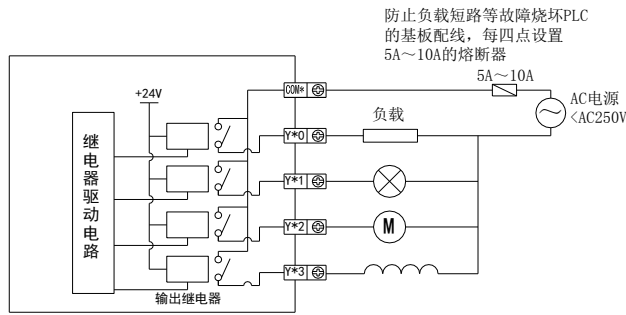 防止负载短路等故障烧坏PLC
的基板配线，每四点设置
5A～10A的熔断器
5A～10A
COM*
+24V
AC电源
<AC250V
负载
Y*0
继电器驱动电路
Y*1
Y*2
M
Y*3
输出继电器